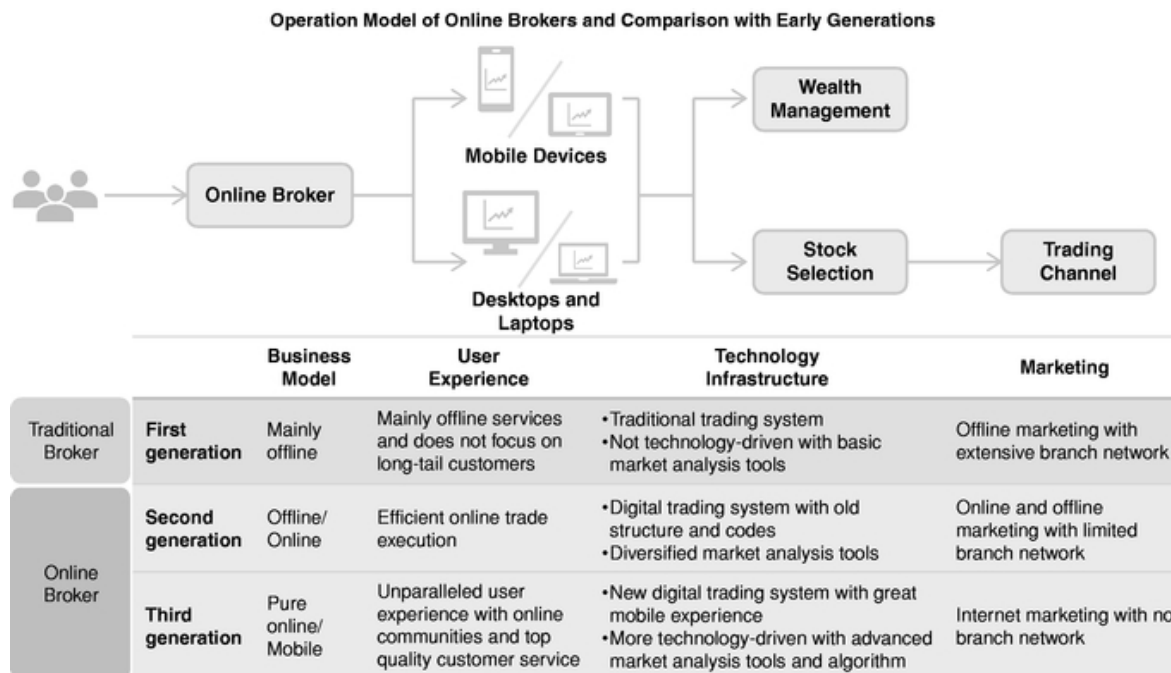 Operation Model of Online Brokers and Comparison with Early Generations
Wealth
Management
Mobile Devices
Online Broker
Stock
Selection
Trading
Channel
Desktops and
Laptops
Business
Model
User
Experience
Technology
Infrastructure
Marketing
Traditional
Broker
First
generation
Mainly
offline
Mainly offline services
and does not focus on
long-tail customers
•Traditional trading system
•Not technology-driven with basic
market analysis tools
Offline marketing with
extensive branch network
Online
Broker
Second
generation
Offline/
Online
Efficient online trade
execution
•Digital trading system with old
structure and codes
•Diversified market analysis tools
Online and offline
marketing with limited
branch network
Third
generation
Pure
online/
Mobile
Unparalleled user
experience with online
communities and top
quality customer service
•New digital trading system with great
mobile experience
•More technology-driven with advanced
market analysis tools and algorithm
Internet marketing with no
branch network